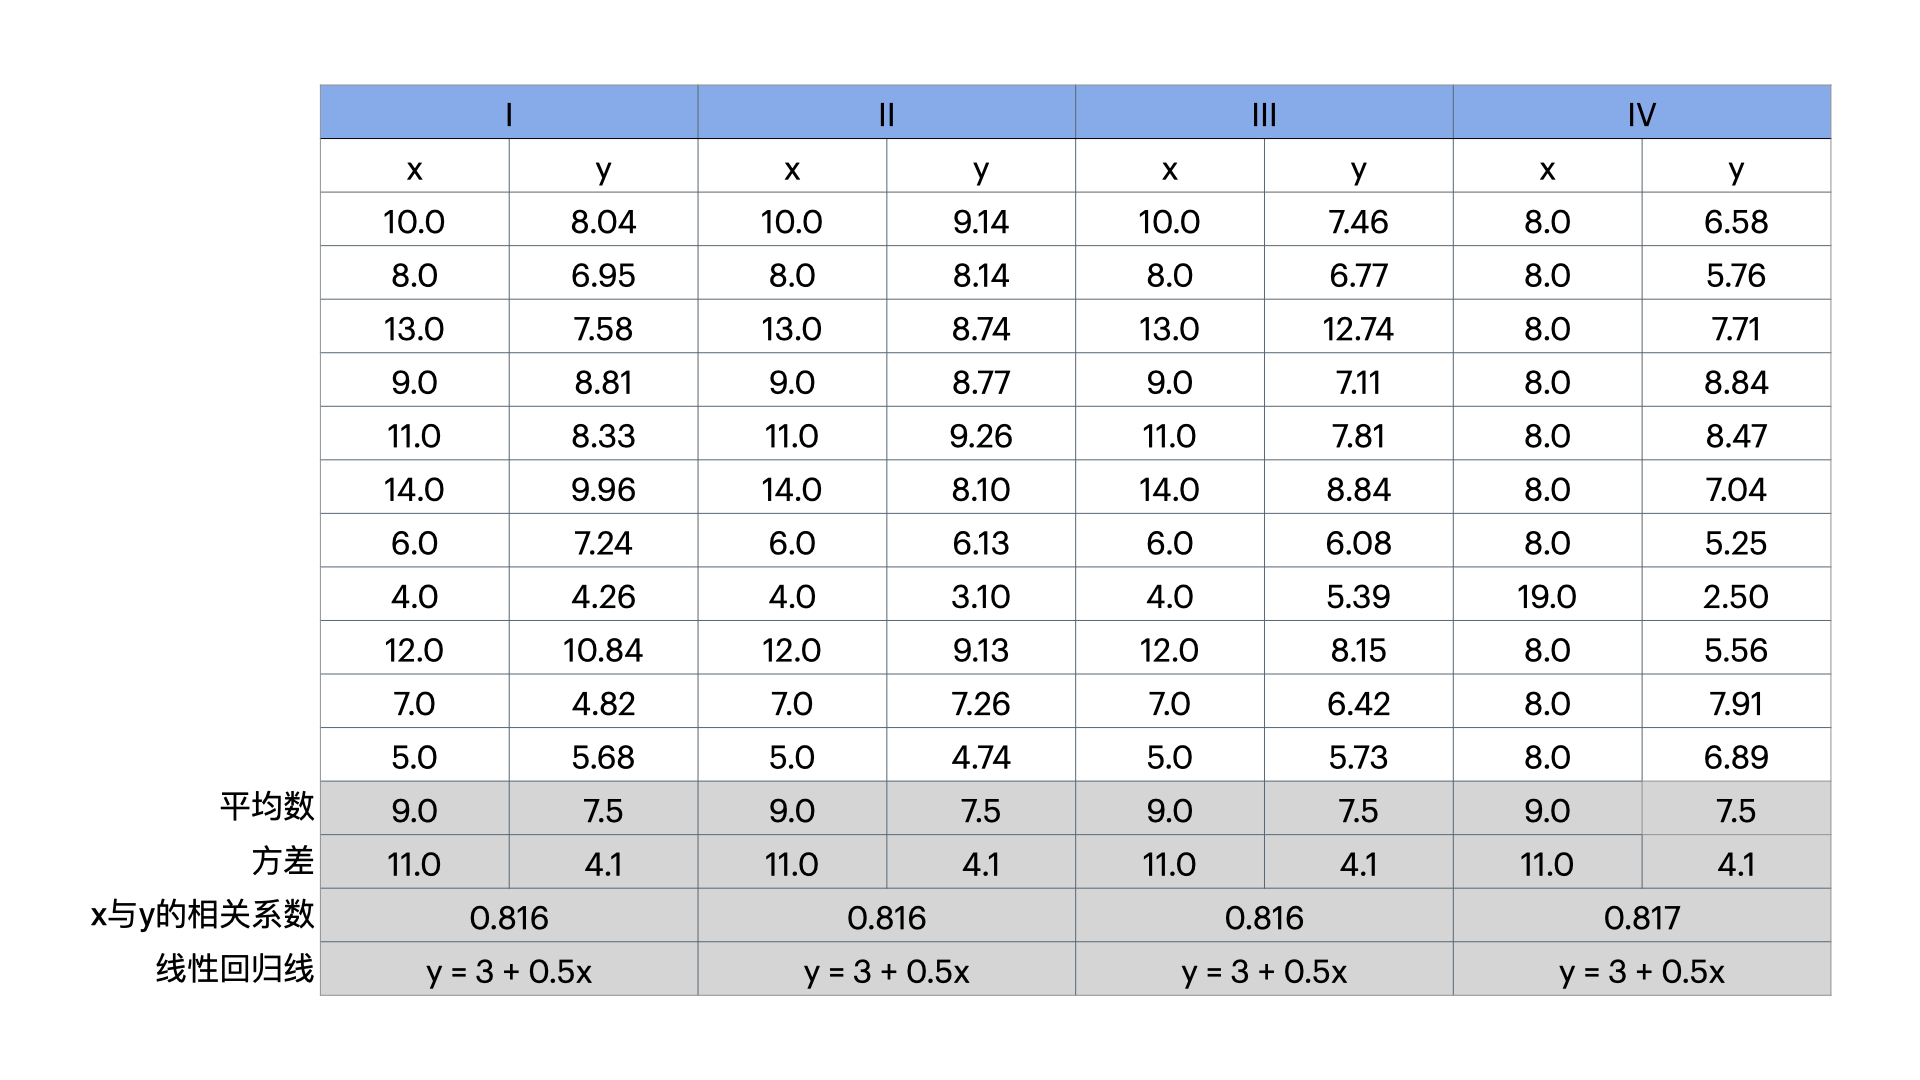 I II III IV
x y x y x y x y
10.0 8.04 10.0 9.14 10.0 7.46 8.0 6.58
8.0 6.95 8.0 8.14 8.0 6.77 8.0 5.76
13.0 7.58 13.0 8.74 13.0 12.74 8.0 7.71
9.0 8.81 9.0 8.77 9.0 7.11 8.0 8.84
11.0 8.33 11.0 9.26 11.0 7.81 8.0 8.47
14.0 9.96 14.0 8.10 14.0 8.84 8.0 7.04
6.0 7.24 6.0 6.13 6.0 6.08 8.0 5.25
4.0 4.26 4.0 3.10 4.0 5.39 19.0 2.50
12.0 10.84 12.0 9.13 12.0 8.15 8.0 5.56
7.0 4.82 7.0 7.26 7.0 6.42 8.0 7.91
5.0 5.68 5.0 4.74 5.0 5.73 8.0 6.89
平均数 9.0 7.5 9.0 7.5 9.0 7.5 9.0 7.5
方差 11.0 4.1 11.0 4.1 11.0 4.1 11.0 4.1
x与y的相关系数 0.816 0.816 0.816 0.817
线性回归线 y = 3 + 0.5x y = 3 + 0.5x y = 3 + 0.5x y = 3 + 0.5x